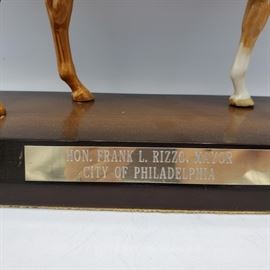 HON. FRANK L. RIZZO, MAYOR
CITY OF PHILADELPHIA